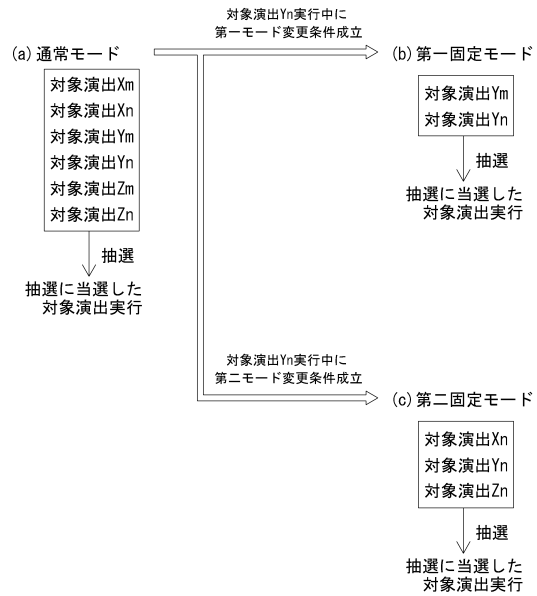 対象演出Yn実行中に
第一モード変更条件成立
(a)通常モード
対象演出Xm
対象演出Xn
対象演出Ym
対象演出Yn
対象演出Zm
対象演出Zn
抽選
抽選に当選した
対象演出実行
(b)第一固定モード
対象演出Ym
対象演出Yn
抽選
抽選に当選した
対象演出実行
対象演出Yn実行中に
第二モード変更条件成立
(c)第二固定モード
対象演出Xn
対象演出Yn
対象演出Zn
抽選
抽選に当選した
対象演出実行